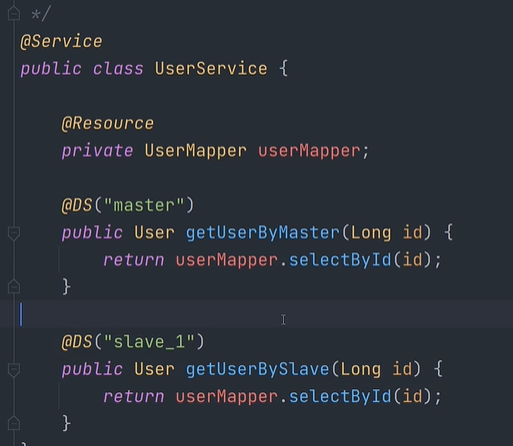 */
@Service
public class UserService {
    @Resource
    private UserMapper userMapper;
    @DS("master")
    public User getUserByMaster(Long id) {
        return userMapper.selectById(id);
    }
    @DS("slave_1")
    public User getUserBySlave(Long id) {
        return userMapper.selectById(id);
    }